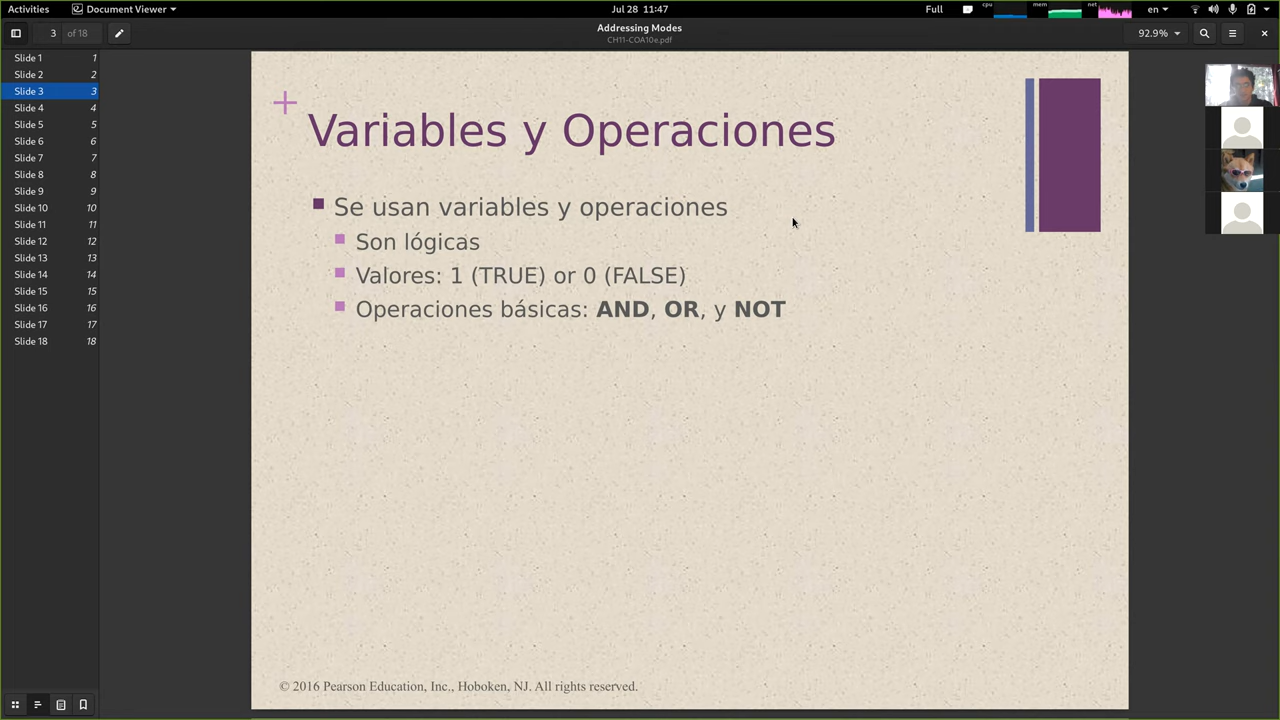 Activities
Document Viewer
Jul 28 11:47
Full
cpu
mem
net
en
3 of 18
Addressing Modes
CH11-COA10e.pdf
92.9%
Slide 1 1
Slide 2 2
Slide 3 3
Slide 4 4
Slide 5 5
Slide 6 6
Slide 7 7
Slide 8 8
Slide 9 9
Slide 10 10
Slide 11 11
Slide 12 12
Slide 13 13
Slide 14 14
Slide 15 15
Slide 16 16
Slide 17 17
Slide 18 18
+
Variables y Operaciones
Se usan variables y operaciones
Son lógicas
Valores: 1 (TRUE) or 0 (FALSE)
Operaciones básicas: AND, OR, y NOT
© 2016 Pearson Education, Inc., Hoboken, NJ. All rights reserved.